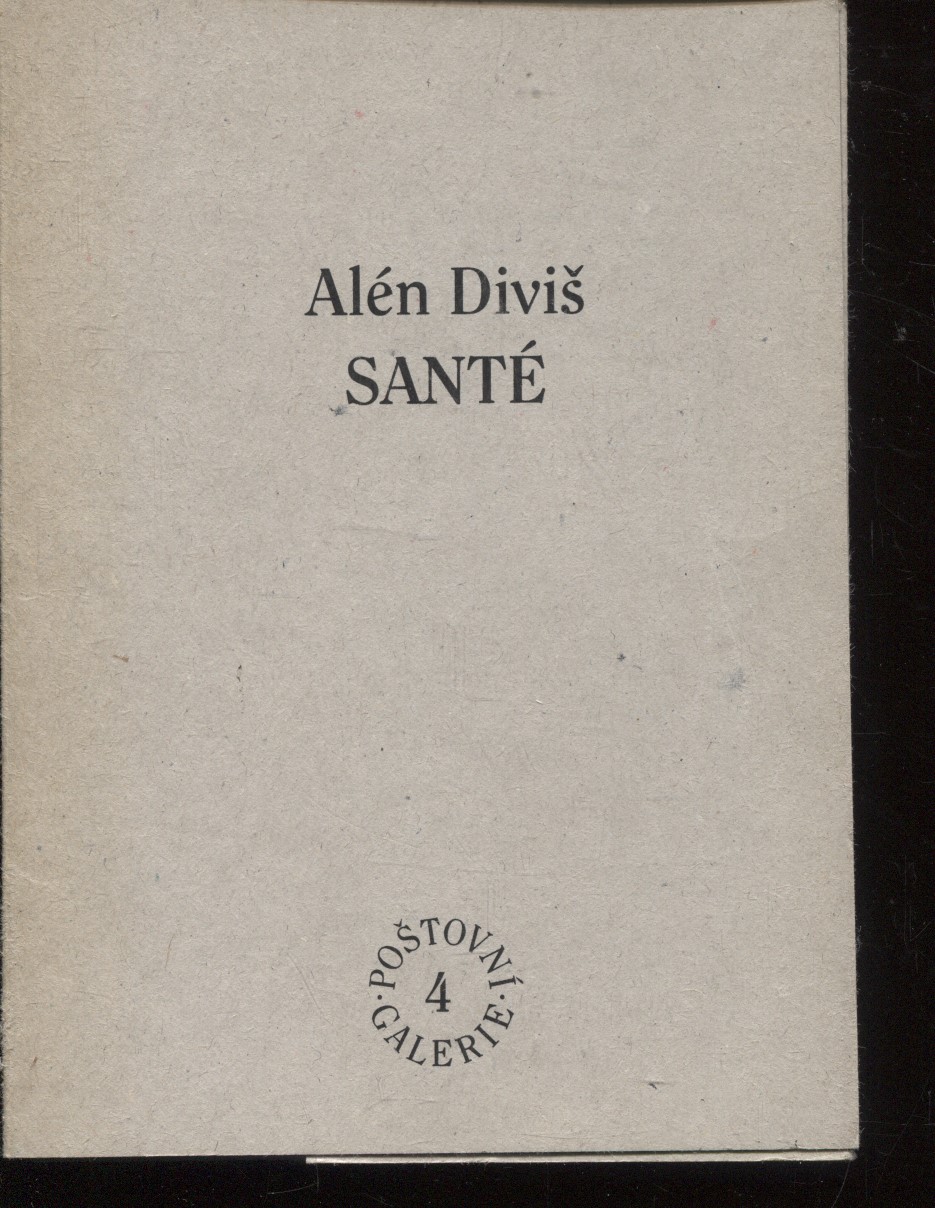 Alén Diviš
SANTÉ
· POŠTOVNÍ ·
4
GALERIE